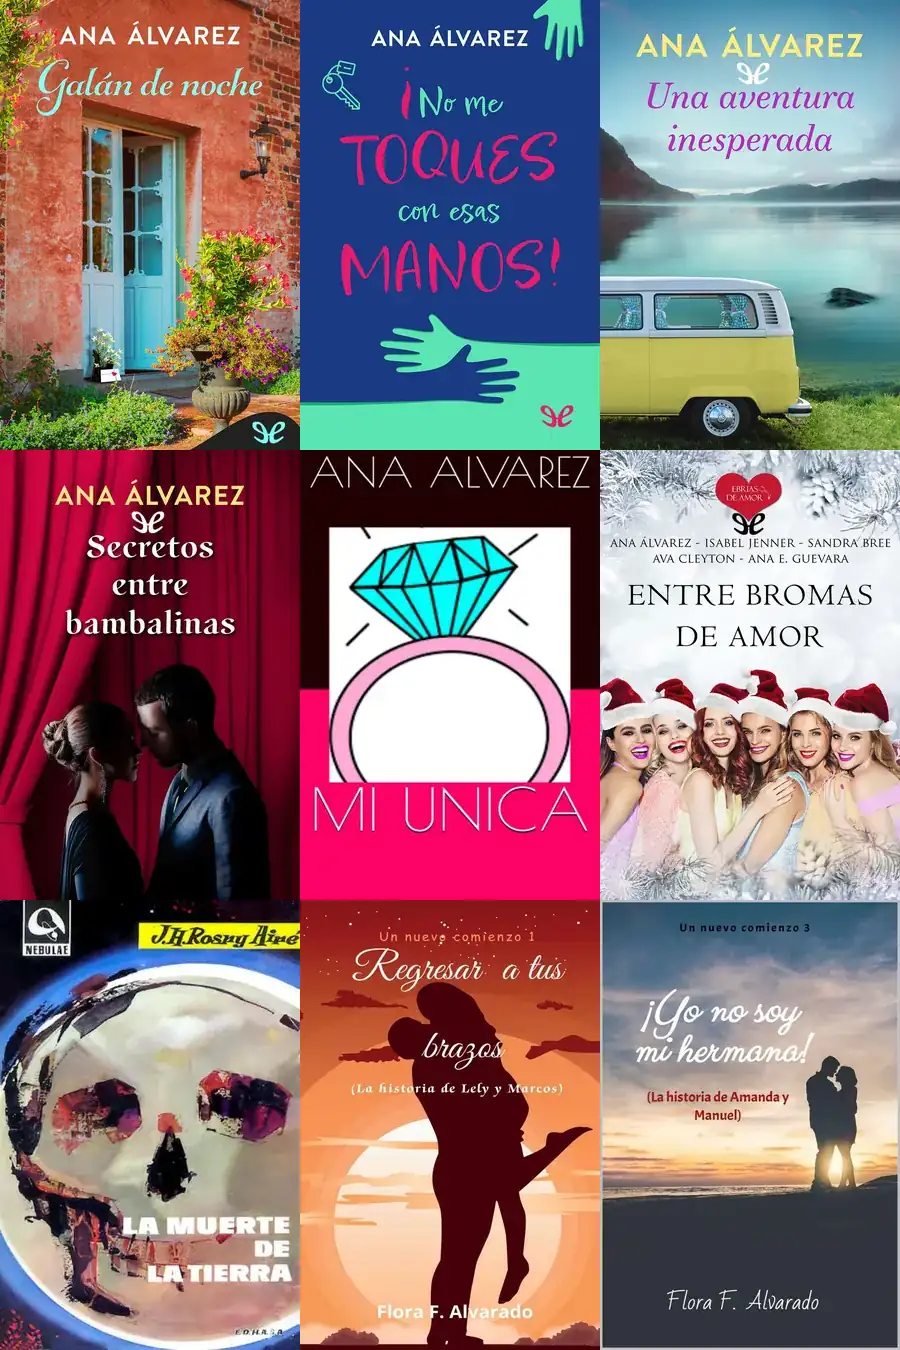 ANA ÁLVAREZ
Galán de noche
ANA ÁLVAREZ
¡No me
TOQUES
con esas
MANOS!
ANA ÁLVAREZ
Una aventura
inesperada
ANA ÁLVAREZ
Secretos
entre
bambalinas
ANA ALVAREZ
MI UNICA
EBRIAS
DE AMOR
ANA ÁLVAREZ - ISABEL JENNER - SANDRA BREE
AVA CLEYTON - ANA E. GUEVARA
ENTRE BROMAS
DE AMOR
NEBULAE
J.H.Rosny Aîné
LA MUERTE
DE
LA TIERRA
E.D.H.A.S.A.
Un nuevo comienzo 1
Regresar a tus
brazos
(La historia de Lely y Marcos)
Flora F. Alvarado
Un nuevo comienzo 3
¡Yo no soy
mi hermana!
(La historia de Amanda y
Manuel)
Flora F. Alvarado